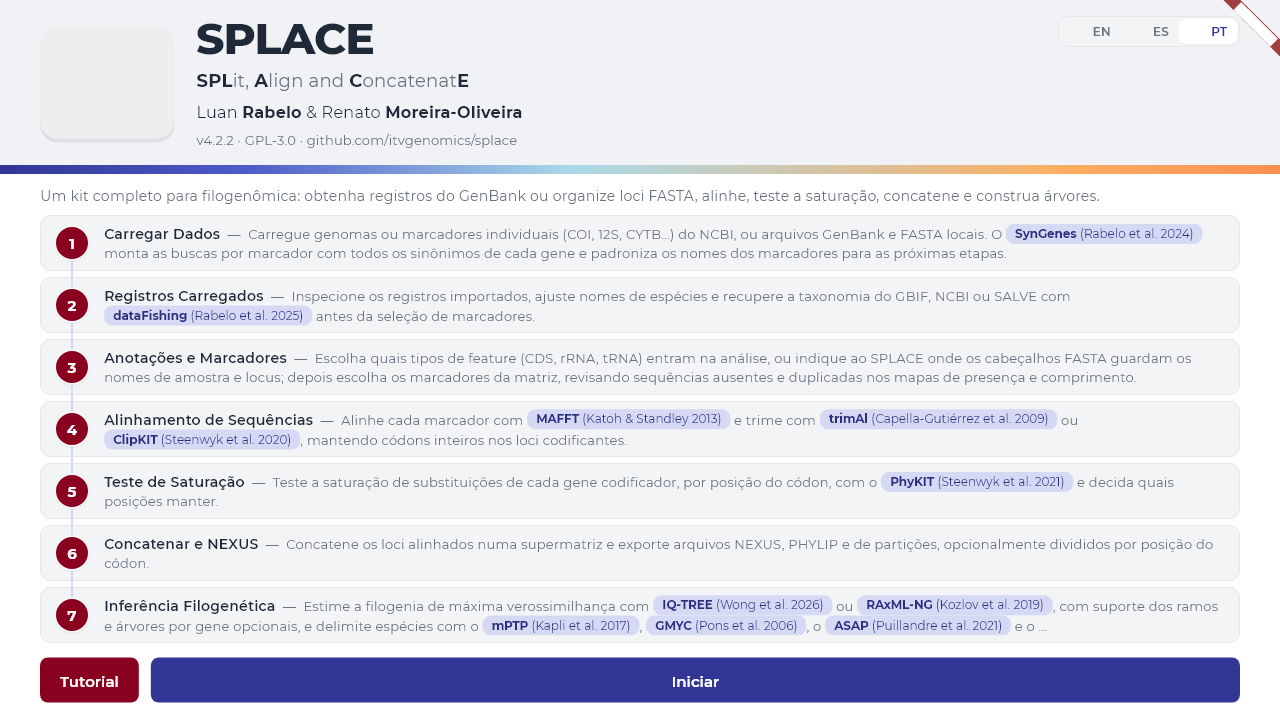 SPLACE
SPLit, Align and ConcatenatE
Luan Rabelo & Renato Moreira-Oliveira
v4.2.2 · GPL-3.0 · github.com/itvgenomics/splace
EN ES PT
Um kit completo para filogenômica: obtenha registros do GenBank ou organize loci FASTA, alinhe, teste a saturação, concatene e construa árvores.
1 Carregar Dados — Carregue genomas ou marcadores individuais (COI, 12S, CYTB…) do NCBI, ou arquivos GenBank e FASTA locais. O SynGenes (Rabelo et al. 2024)
monta as buscas por marcador com todos os sinônimos de cada gene e padroniza os nomes dos marcadores para as próximas etapas.
2 Registros Carregados — Inspecione os registros importados, ajuste nomes de espécies e recupere a taxonomia do GBIF, NCBI ou SALVE com
dataFishing (Rabelo et al. 2025) antes da seleção de marcadores.
3 Anotações e Marcadores — Escolha quais tipos de feature (CDS, rRNA, tRNA) entram na análise, ou indique ao SPLACE onde os cabeçalhos FASTA guardam os
nomes de amostra e locus; depois escolha os marcadores da matriz, revisando sequências ausentes e duplicadas nos mapas de presença e comprimento.
4 Alinhamento de Sequências — Alinhe cada marcador com MAFFT (Katoh & Standley 2013) e trime com trimAl (Capella-Gutiérrez et al. 2009) ou
ClipKIT (Steenwyk et al. 2020), mantendo códons inteiros nos loci codificantes.
5 Teste de Saturação — Teste a saturação de substituições de cada gene codificador, por posição do códon, com o PhyKIT (Steenwyk et al. 2021) e decida quais
posições manter.
6 Concatenar e NEXUS — Concatene os loci alinhados numa supermatriz e exporte arquivos NEXUS, PHYLIP e de partições, opcionalmente divididos por posição do
códon.
7 Inferência Filogenética — Estime a filogenia de máxima verossimilhança com IQ-TREE (Wong et al. 2026) ou RAxML-NG (Kozlov et al. 2019), com suporte dos ramos
e árvores por gene opcionais, e delimite espécies com o mPTP (Kapli et al. 2017), GMYC (Pons et al. 2006), o ASAP (Puillandre et al. 2021) e o ...
Tutorial Iniciar